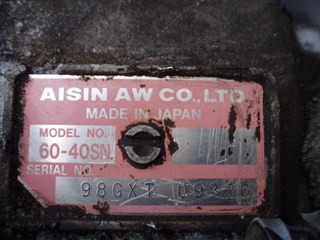 AISIN AW CO., LTD
MADE IN JAPAN
MODEL NO.
60-40SN
SERIAL NO
98GXT